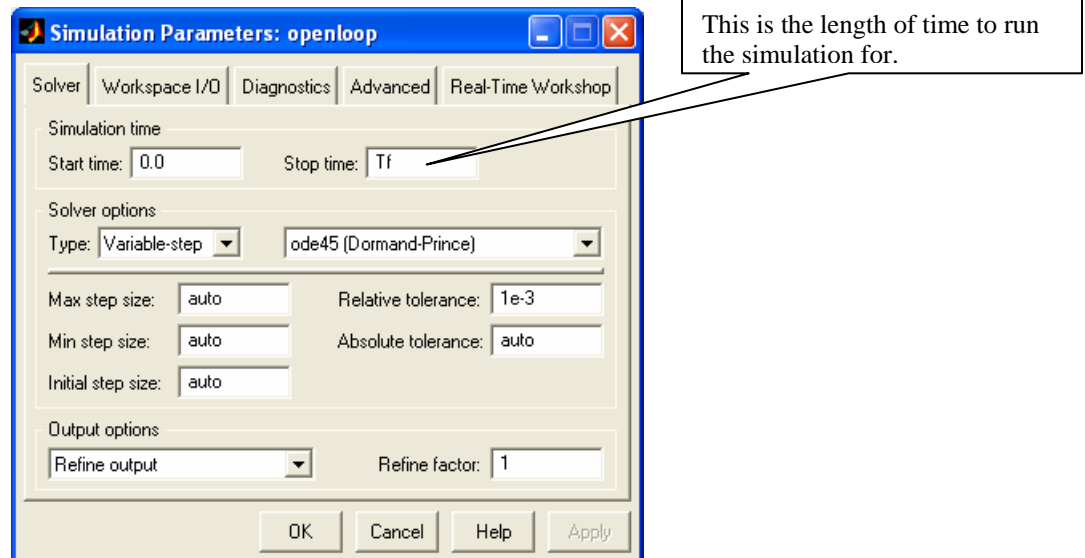 Simulation Parameters: openloop
This is the length of time to run
the simulation for.
Solver Workspace I/O Diagnostics Advanced Real-Time Workshop
Simulation time
Start time: 0.0 Stop time: Tf
Solver options
Type: Variable-step ode45 (Dormand-Prince)
Max step size: auto Relative tolerance: 1e-3
Min step size: auto Absolute tolerance: auto
Initial step size: auto
Output options
Refine output Refine factor: 1
OK Cancel Help Apply